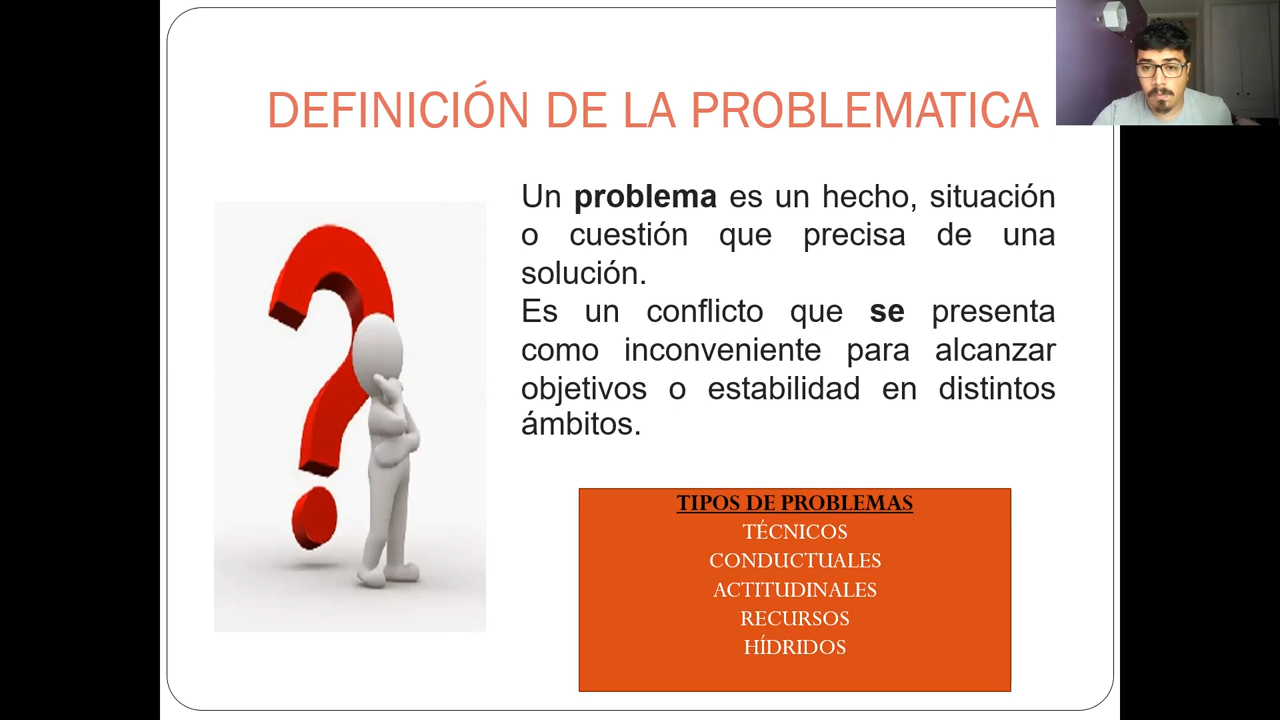 DEFINICIÓN DE LA PROBLEMATICA
Un problema es un hecho, situación
o cuestión que precisa de una
solución.
Es un conflicto que se presenta
como inconveniente para alcanzar
objetivos o estabilidad en distintos
ámbitos.
TIPOS DE PROBLEMAS
TÉCNICOS
CONDUCTUALES
ACTITUDINALES
RECURSOS
HÍDRIDOS